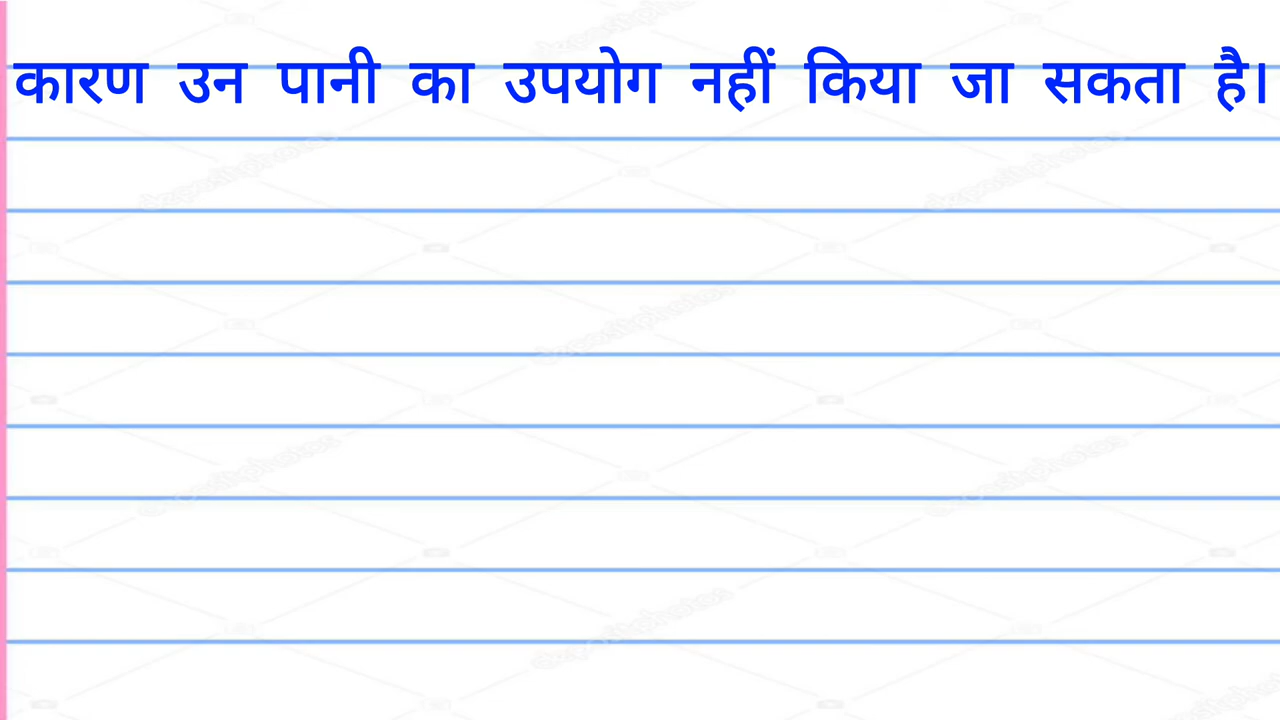 कारण उन पानी का उपयोग नहीं किया जा सकता है।